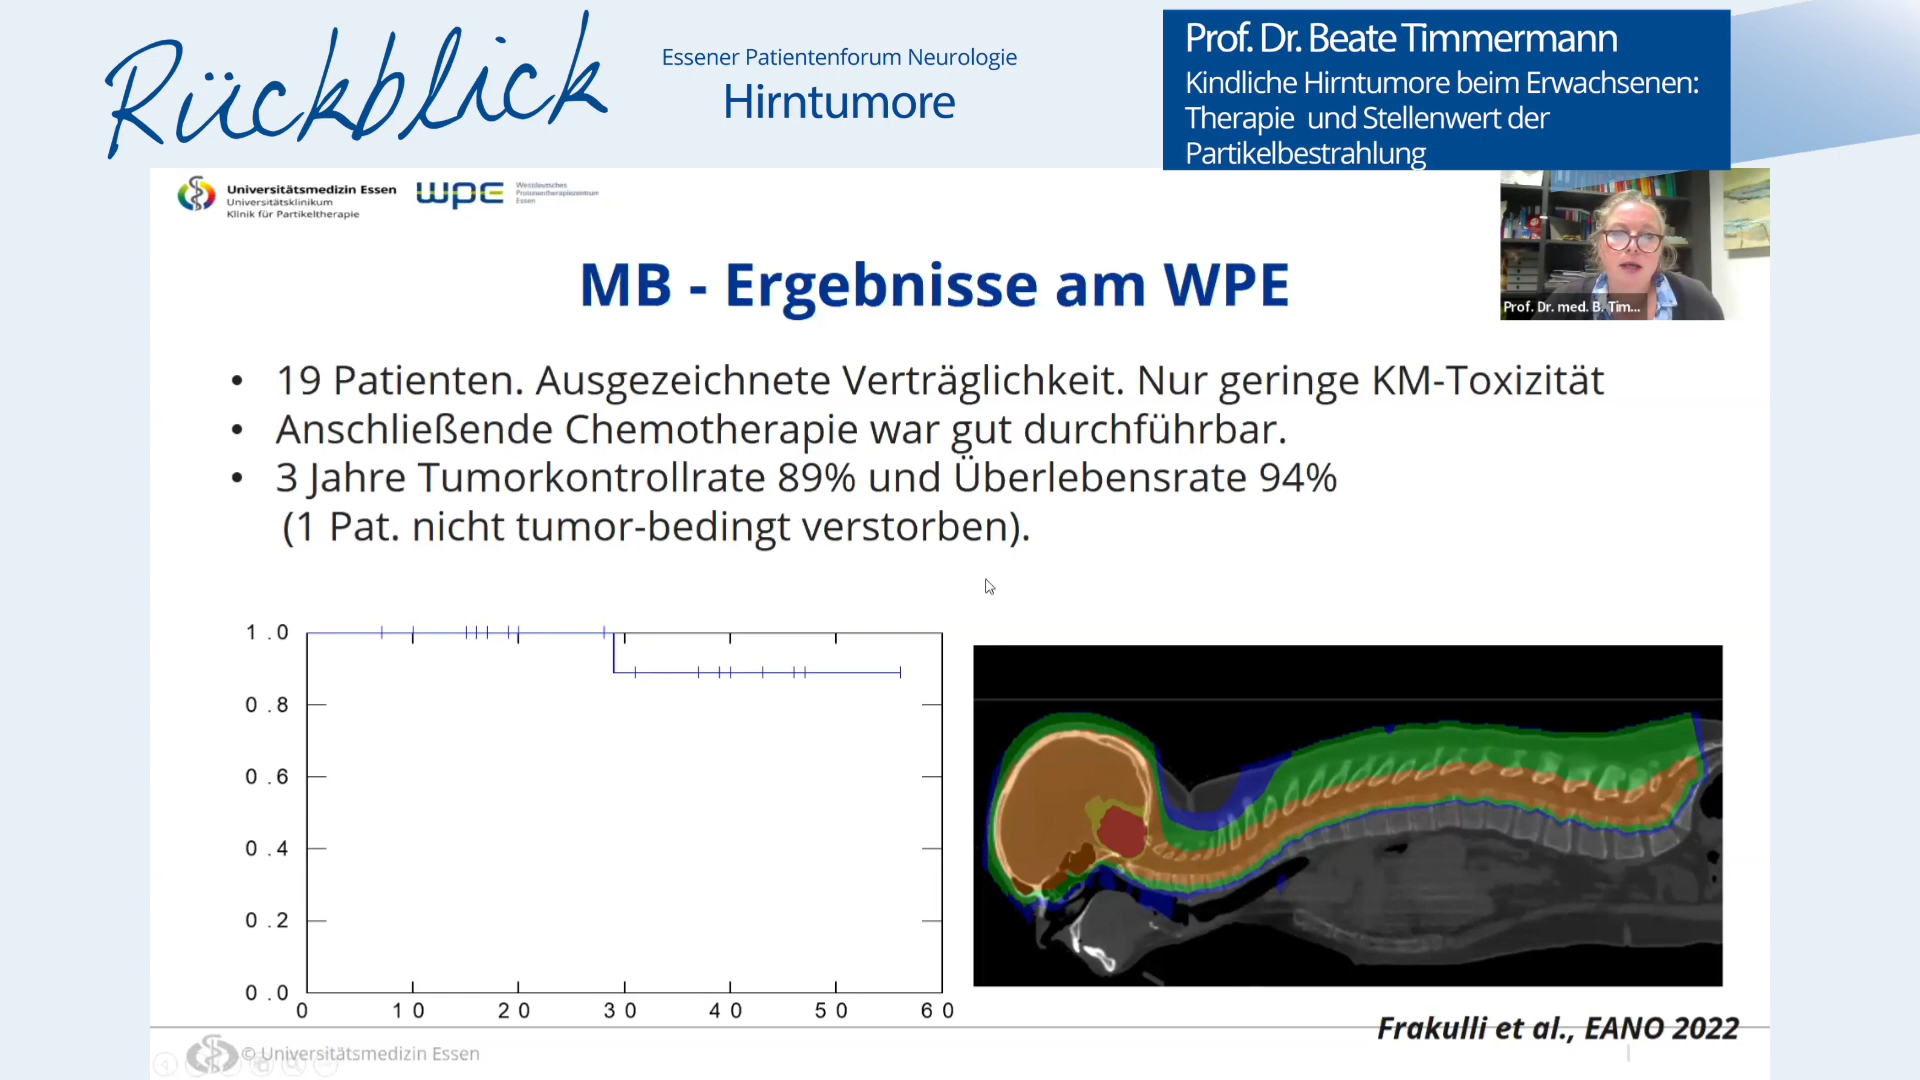 Rückblick
Essener Patientenforum Neurologie
Hirntumore
Prof. Dr. Beate Timmermann
Kindliche Hirntumore beim Erwachsenen:
Therapie und Stellenwert der
Partikelbestrahlung
Universitätsmedizin Essen
Universitätsklinikum
Klinik für Partikeltherapie
wpe
Westdeutsches
Protonentherapiezentrum
Essen
Prof. Dr. med. B. Tim...
MB - Ergebnisse am WPE
• 19 Patienten. Ausgezeichnete Verträglichkeit. Nur geringe KM-Toxizität
• Anschließende Chemotherapie war gut durchführbar.
• 3 Jahre Tumorkontrollrate 89% und Überlebensrate 94%
(1 Pat. nicht tumor-bedingt verstorben).
1.0
0.8
0.6
0.4
0.2
0.0
0 10 20 30 40 50 60
Frakulli et al., EANO 2022
© Universitätsmedizin Essen